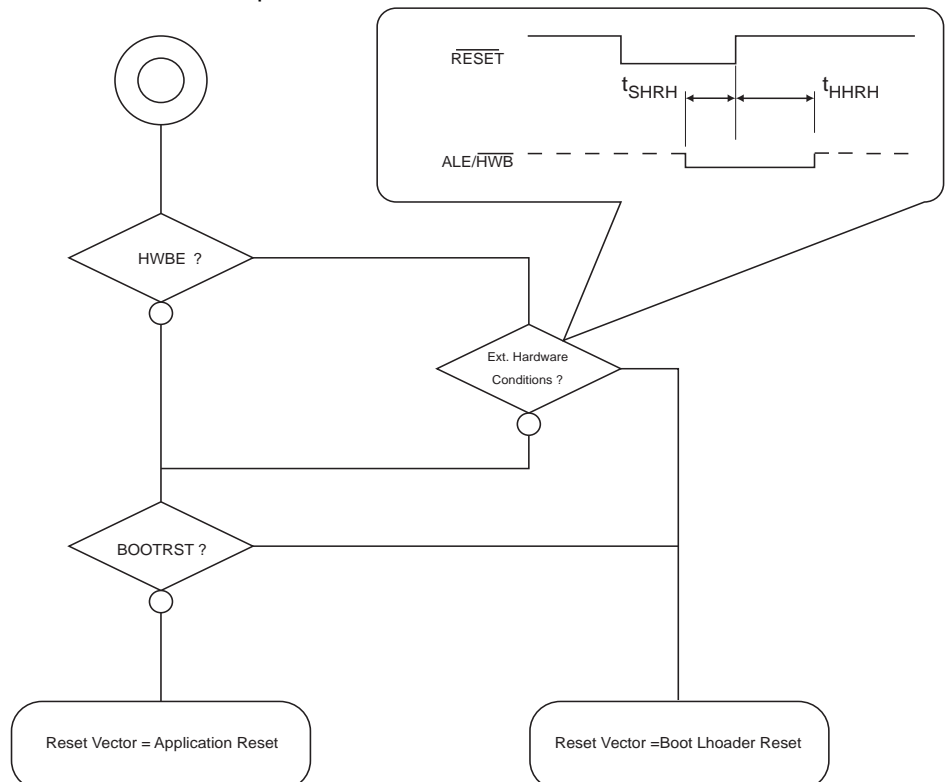 RESET
tSHRH
tHHRH
ALE/HWB
HWBE ?
Ext. Hardware
Conditions ?
BOOTRST ?
Reset Vector = Application Reset
Reset Vector =Boot Lhoader Reset